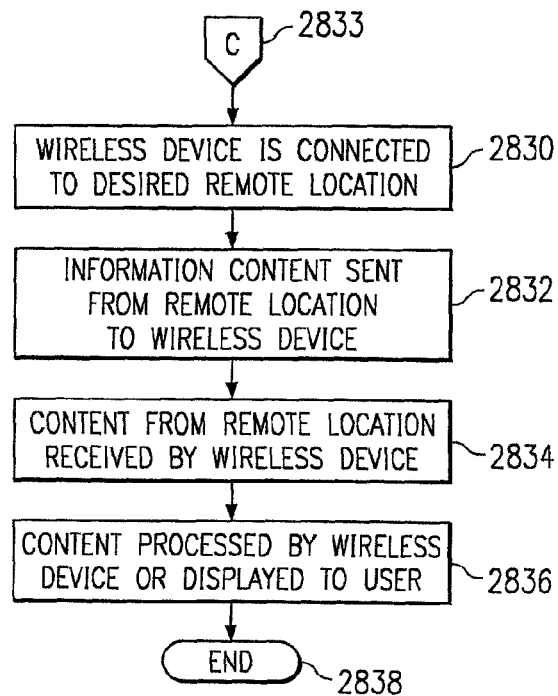 C
2833
WIRELESS DEVICE IS CONNECTED
TO DESIRED REMOTE LOCATION
2830
INFORMATION CONTENT SENT
FROM REMOTE LOCATION
TO WIRELESS DEVICE
2832
CONTENT FROM REMOTE LOCATION
RECEIVED BY WIRELESS DEVICE
2834
CONTENT PROCESSED BY WIRELESS
DEVICE OR DISPLAYED TO USER
2836
END
2838